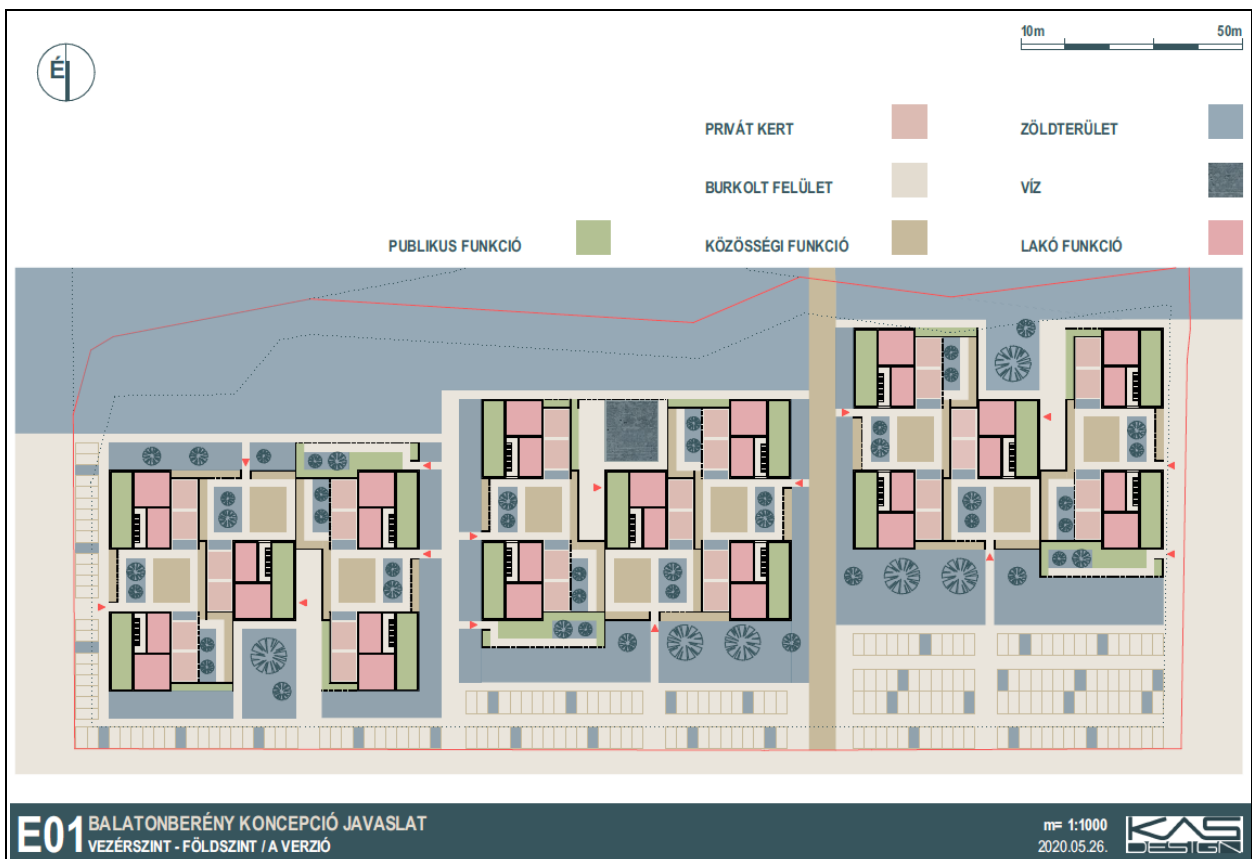 10m 50m
É
PRIVÁT KERT ZÖLDTERÜLET
BURKOLT FELÜLET VÍZ
PUBLIKUS FUNKCIÓ KÖZÖSSÉGI FUNKCIÓ LAKÓ FUNKCIÓ
E01 BALATONBERÉNY KONCEPCIÓ JAVASLAT
VEZÉRSZINT - FÖLDSZINT / A VERZIÓ
m= 1:1000
2020.05.26.
KAS
DESIGN